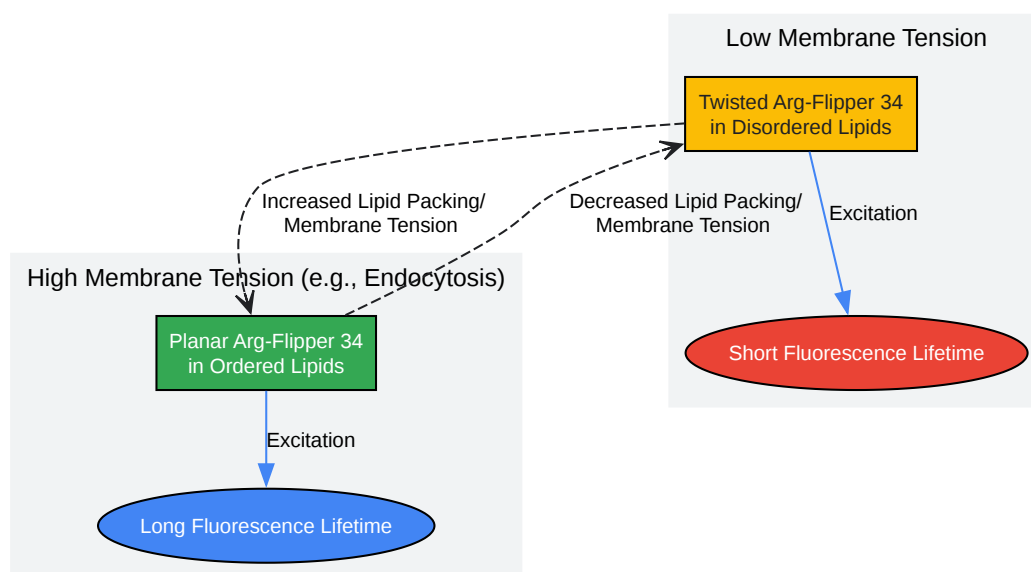 Low Membrane Tension
Twisted Arg-Flipper 34
in Disordered Lipids
Increased Lipid Packing/
Membrane Tension
Decreased Lipid Packing/
Membrane Tension
Excitation
High Membrane Tension (e.g., Endocytosis)
Planar Arg-Flipper 34
in Ordered Lipids
Short Fluorescence Lifetime
Excitation
Long Fluorescence Lifetime